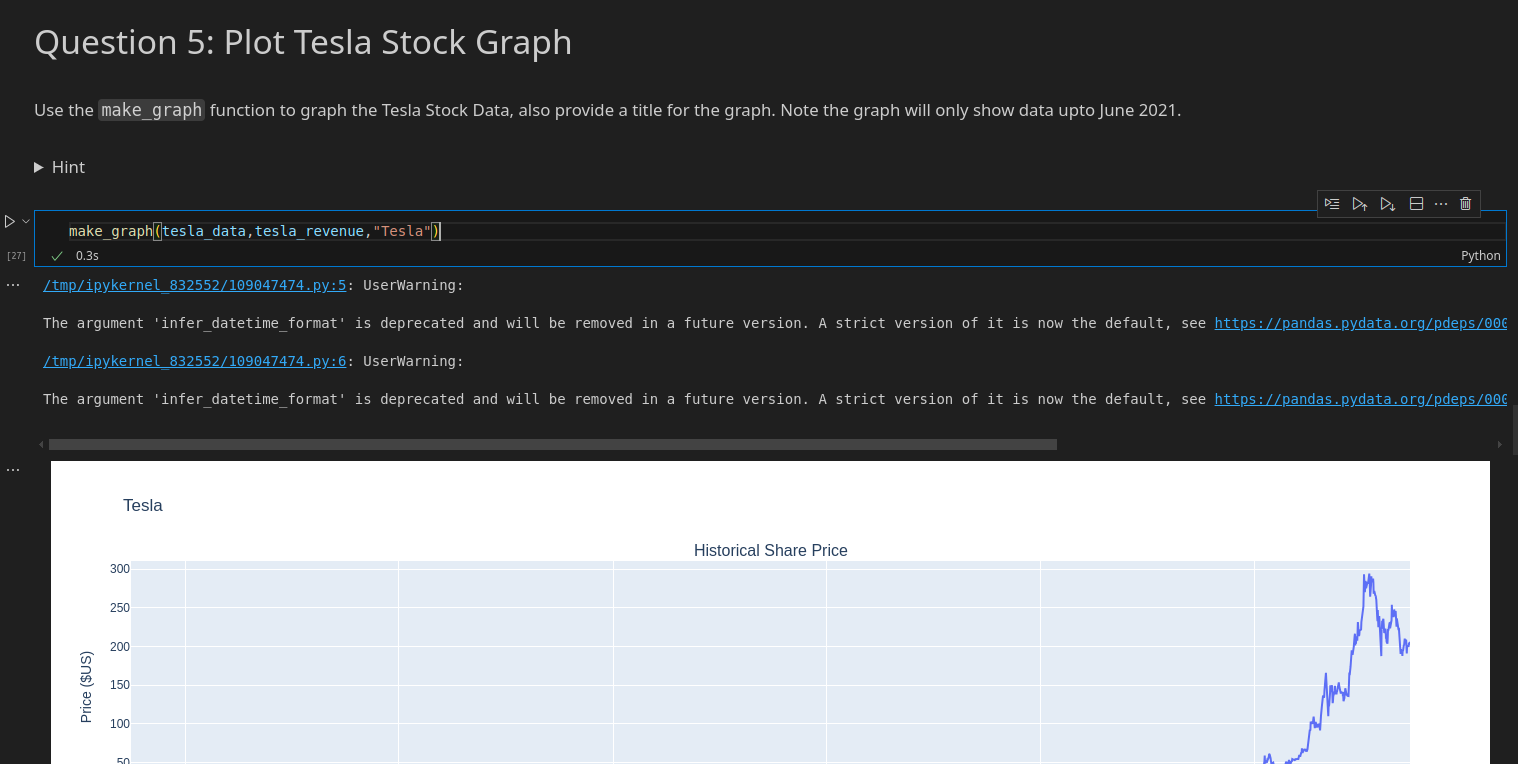 Question 5: Plot Tesla Stock Graph
Use the make_graph function to graph the Tesla Stock Data, also provide a title for the graph. Note the graph will only show data upto June 2021.
Hint
make_graph(tesla_data,tesla_revenue,"Tesla")
[27]
0.3s
Python
/tmp/ipykernel_832552/109047474.py:5: UserWarning:
The argument 'infer_datetime_format' is deprecated and will be removed in a future version. A strict version of it is now the default, see https://pandas.pydata.org/pdeps/000
/tmp/ipykernel_832552/109047474.py:6: UserWarning:
The argument 'infer_datetime_format' is deprecated and will be removed in a future version. A strict version of it is now the default, see https://pandas.pydata.org/pdeps/000
Tesla
Historical Share Price
300
250
200
150
100
50
Price ($US)